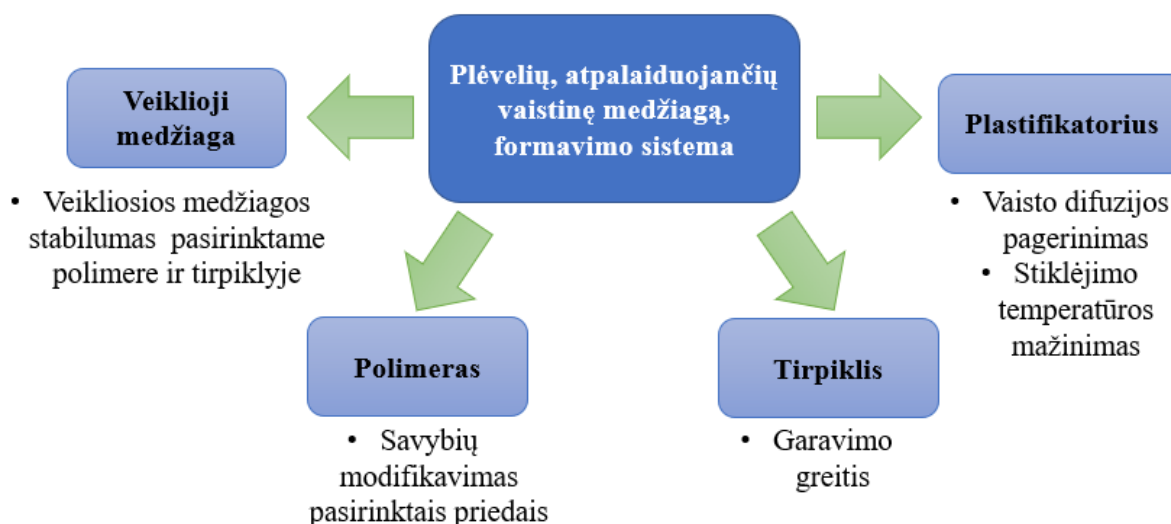 Plėvelių, atpalaiduojančių
vaistinę medžiagą,
formavimo sistema
Veiklioji
medžiaga
• Veikliosios medžiagos
stabilumas pasirinktame
polimere ir tirpiklyje
Polimeras
• Savybių
modifikavimas
pasirinktais priedais
Tirpiklis
• Garavimo
greitis
Plastifikatorius
• Vaisto difuzijos
pagerinimas
• Stiklėjimo
temperatūros
mažinimas